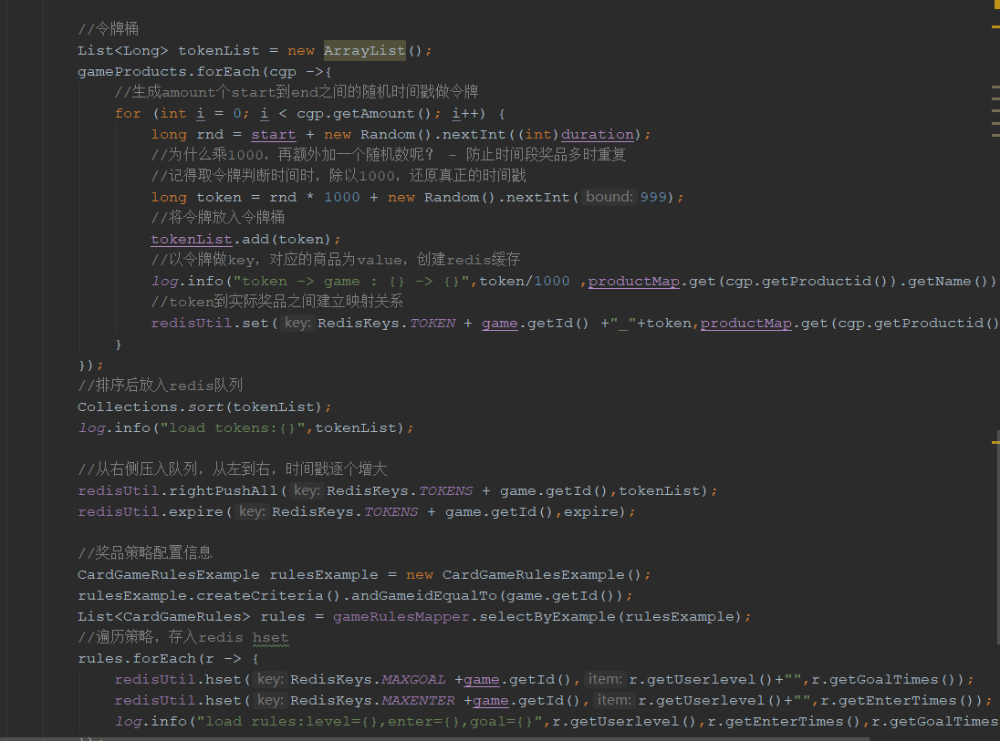 //令牌桶
List<Long> tokenList = new ArrayList();
gameProducts.forEach(cgp ->{
//生成amount个start到end之间的随机时间戳做令牌
for (int i = 0; i < cgp.getAmount(); i++) {
long rnd = start + new Random().nextInt((int)duration);
//为什么乘1000，再额外加一个随机数呢？ - 防止时间段奖品多时重复
//记得取令牌判断时间时，除以1000，还原真正的时间戳
long token = rnd * 1000 + new Random().nextInt( bound: 999);
//将令牌放入令牌桶
tokenList.add(token);
//以令牌做key，对应的商品为value，创建redis缓存
log.info("token -> game : {} -> {}",token/1000 ,productMap.get(cgp.getProductid()).getName())
//token到实际奖品之间建立映射关系
redisUtil.set( key: RedisKeys.TOKEN + game.getId() +"_"+token,productMap.get(cgp.getProductid()
}
});
//排序后放入redis队列
Collections.sort(tokenList);
log.info("load tokens:{}",tokenList);
//从右侧压入队列，从左到右，时间戳逐个增大
redisUtil.rightPushAll( key: RedisKeys.TOKENS + game.getId(),tokenList);
redisUtil.expire( key: RedisKeys.TOKENS + game.getId(),expire);
//奖品策略配置信息
CardGameRulesExample rulesExample = new CardGameRulesExample();
rulesExample.createCriteria().andGameidEqualTo(game.getId());
List<CardGameRules> rules = gameRulesMapper.selectByExample(rulesExample);
//遍历策略，存入redis hset
rules.forEach(r -> {
redisUtil.hset( key: RedisKeys.MAXGOAL +game.getId(), item: r.getUserlevel()+"",r.getGoalTimes());
redisUtil.hset( key: RedisKeys.MAXENTER +game.getId(), item: r.getUserlevel()+"",r.getEnterTimes());
log.info("load rules:level={},enter={},goal={}",r.getUserlevel(),r.getEnterTimes(),r.getGoalTimes